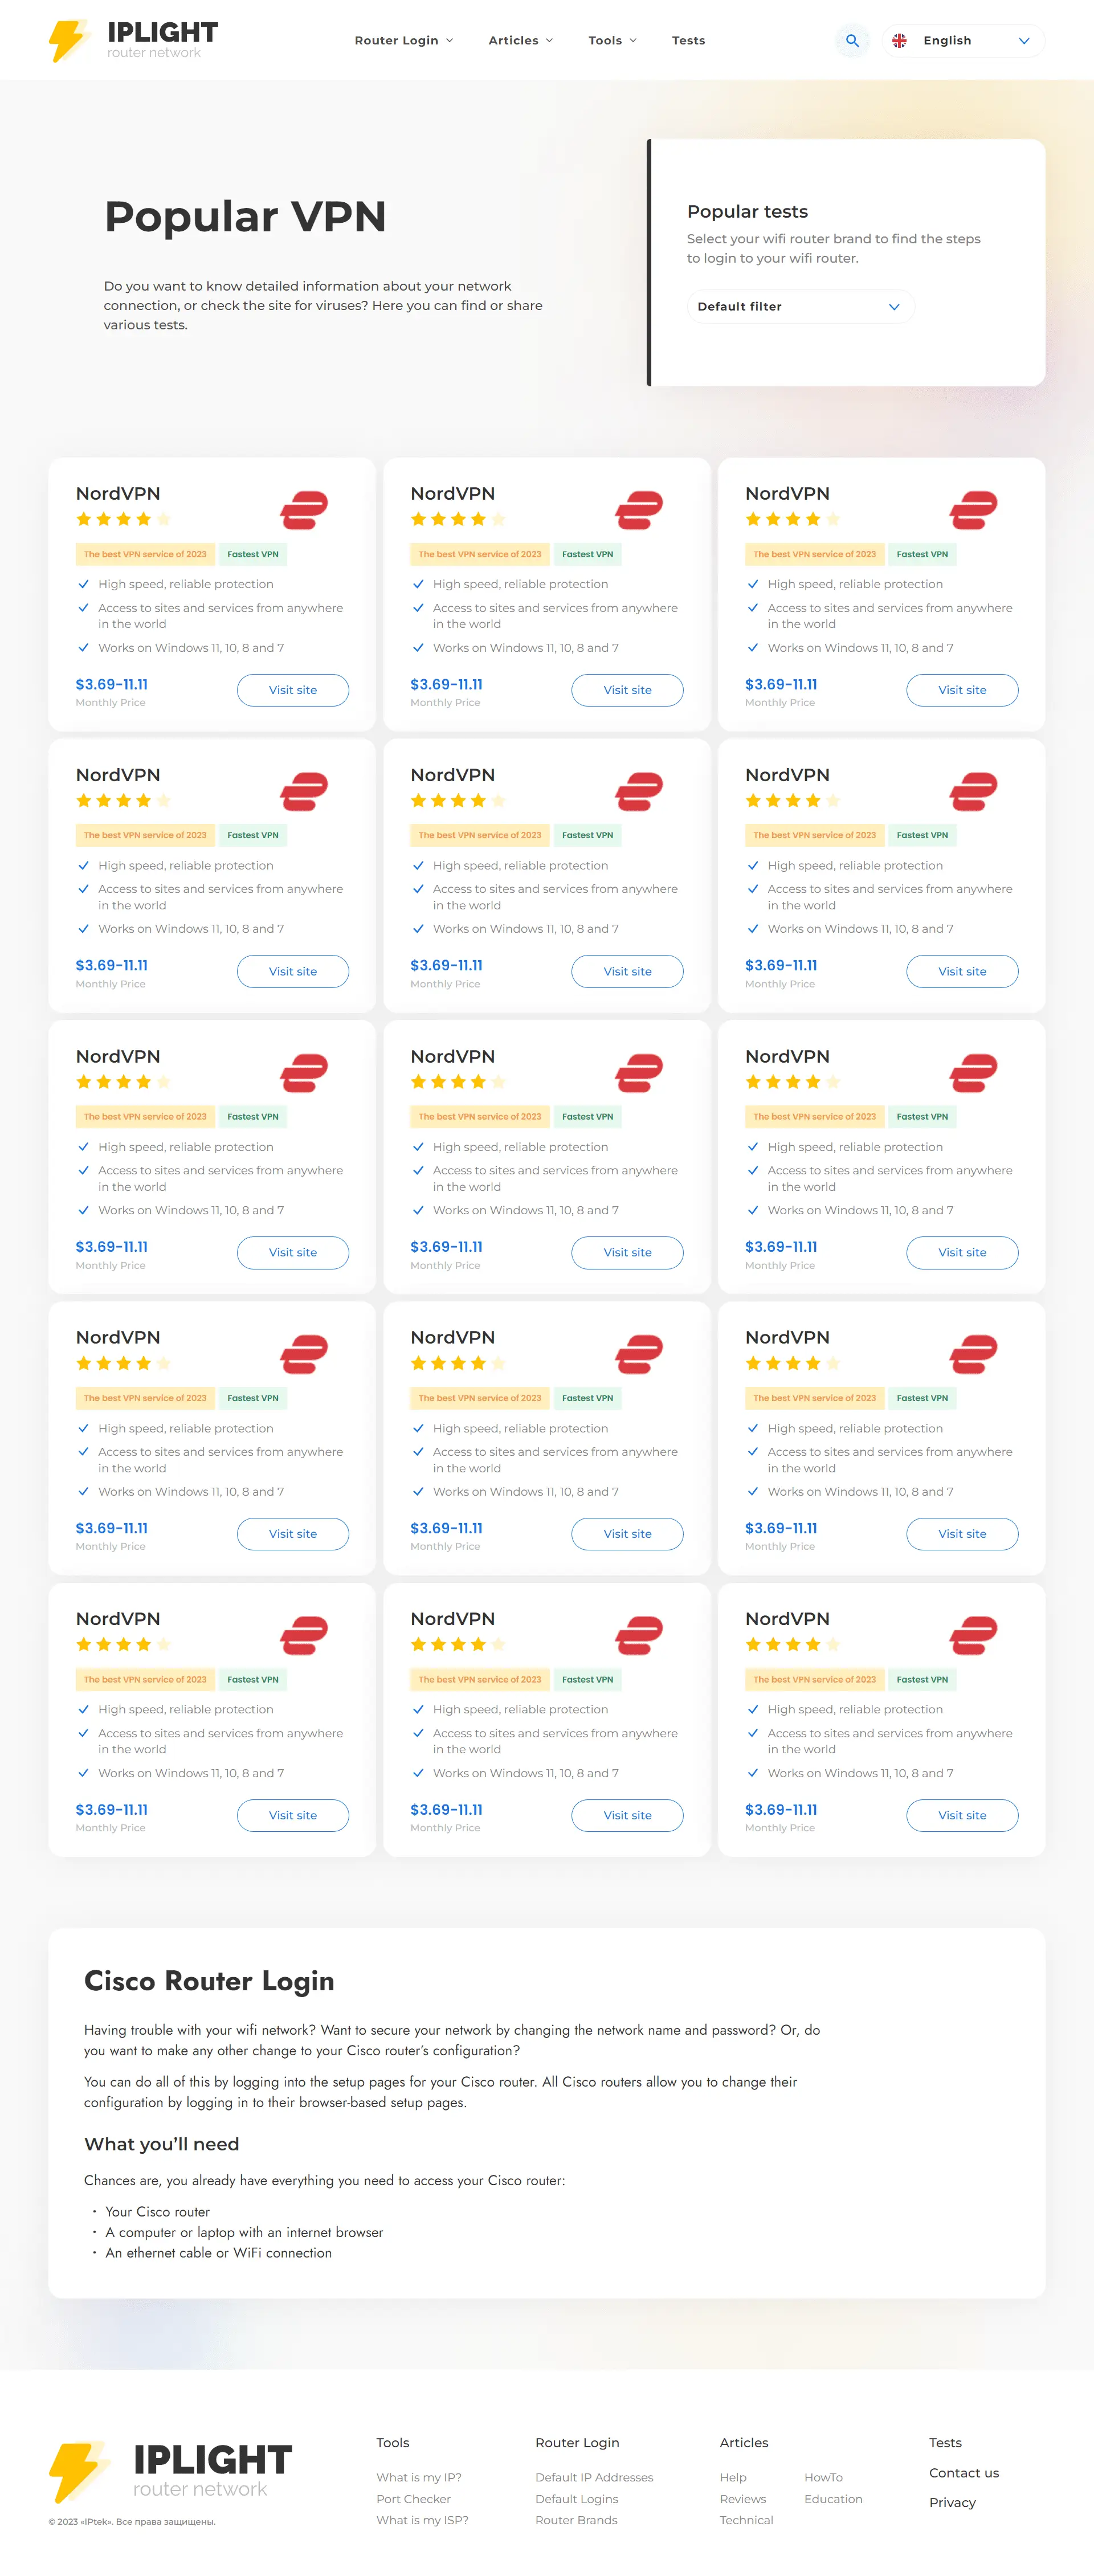 IPLIGHT
router network
Router Login
Articles
Tools
Tests
English
Popular VPN
Do you want to know detailed information about your network
connection, or check the site for viruses? Here you can find or share
various tests.
Popular tests
Select your wifi router brand to find the steps
to login to your wifi router.
Default filter
NordVPN
The best VPN service of 2023
Fastest VPN
High speed, reliable protection
Access to sites and services from anywhere
in the world
Works on Windows 11, 10, 8 and 7
$3.69-11.11
Monthly Price
Visit site
NordVPN
The best VPN service of 2023
Fastest VPN
High speed, reliable protection
Access to sites and services from anywhere
in the world
Works on Windows 11, 10, 8 and 7
$3.69-11.11
Monthly Price
Visit site
NordVPN
The best VPN service of 2023
Fastest VPN
High speed, reliable protection
Access to sites and services from anywhere
in the world
Works on Windows 11, 10, 8 and 7
$3.69-11.11
Monthly Price
Visit site
NordVPN
The best VPN service of 2023
Fastest VPN
High speed, reliable protection
Access to sites and services from anywhere
in the world
Works on Windows 11, 10, 8 and 7
$3.69-11.11
Monthly Price
Visit site
NordVPN
The best VPN service of 2023
Fastest VPN
High speed, reliable protection
Access to sites and services from anywhere
in the world
Works on Windows 11, 10, 8 and 7
$3.69-11.11
Monthly Price
Visit site
NordVPN
The best VPN service of 2023
Fastest VPN
High speed, reliable protection
Access to sites and services from anywhere
in the world
Works on Windows 11, 10, 8 and 7
$3.69-11.11
Monthly Price
Visit site
NordVPN
The best VPN service of 2023
Fastest VPN
High speed, reliable protection
Access to sites and services from anywhere
in the world
Works on Windows 11, 10, 8 and 7
$3.69-11.11
Monthly Price
Visit site
NordVPN
The best VPN service of 2023
Fastest VPN
High speed, reliable protection
Access to sites and services from anywhere
in the world
Works on Windows 11, 10, 8 and 7
$3.69-11.11
Monthly Price
Visit site
NordVPN
The best VPN service of 2023
Fastest VPN
High speed, reliable protection
Access to sites and services from anywhere
in the world
Works on Windows 11, 10, 8 and 7
$3.69-11.11
Monthly Price
Visit site
NordVPN
The best VPN service of 2023
Fastest VPN
High speed, reliable protection
Access to sites and services from anywhere
in the world
Works on Windows 11, 10, 8 and 7
$3.69-11.11
Monthly Price
Visit site
NordVPN
The best VPN service of 2023
Fastest VPN
High speed, reliable protection
Access to sites and services from anywhere
in the world
Works on Windows 11, 10, 8 and 7
$3.69-11.11
Monthly Price
Visit site
NordVPN
The best VPN service of 2023
Fastest VPN
High speed, reliable protection
Access to sites and services from anywhere
in the world
Works on Windows 11, 10, 8 and 7
$3.69-11.11
Monthly Price
Visit site
NordVPN
The best VPN service of 2023
Fastest VPN
High speed, reliable protection
Access to sites and services from anywhere
in the world
Works on Windows 11, 10, 8 and 7
$3.69-11.11
Monthly Price
Visit site
NordVPN
The best VPN service of 2023
Fastest VPN
High speed, reliable protection
Access to sites and services from anywhere
in the world
Works on Windows 11, 10, 8 and 7
$3.69-11.11
Monthly Price
Visit site
NordVPN
The best VPN service of 2023
Fastest VPN
High speed, reliable protection
Access to sites and services from anywhere
in the world
Works on Windows 11, 10, 8 and 7
$3.69-11.11
Monthly Price
Visit site
Cisco Router Login
Having trouble with your wifi network? Want to secure your network by changing the network name and password? Or, do
you want to make any other change to your Cisco router’s configuration?
You can do all of this by logging into the setup pages for your Cisco router. All Cisco routers allow you to change their
configuration by logging in to their browser-based setup pages.
What you’ll need
Chances are, you already have everything you need to access your Cisco router:
· Your Cisco router
· A computer or laptop with an internet browser
· An ethernet cable or WiFi connection
IPLIGHT
router network
© 2023 «IPtek». Все права защищены.
Tools
What is my IP?
Port Checker
What is my ISP?
Router Login
Default IP Addresses
Default Logins
Router Brands
Articles
Help
Reviews
Technical
HowTo
Education
Tests
Contact us
Privacy